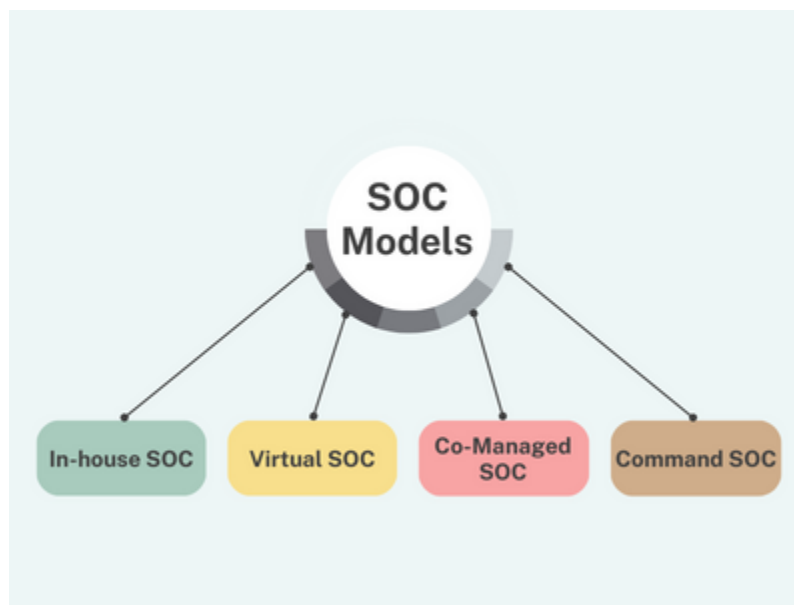 SOC
Models
In-house SOC
Virtual SOC
Co-Managed
SOC
Command SOC